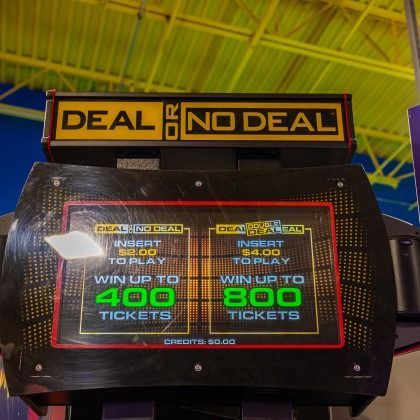 DEAL OR NO DEAL
DEAL OR NO DEAL
INSERT
$2.00
TO PLAY
WIN UP TO
400
TICKETS
DEAL DOUBLE DEAL DEAL
INSERT
$4.00
TO PLAY
WIN UP TO
800
TICKETS
CREDITS: $0.00